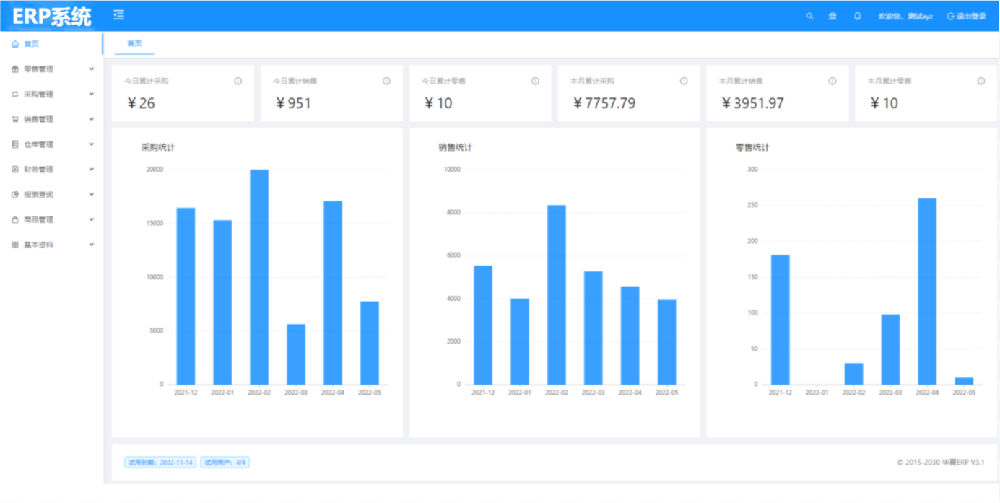 ERP系统
欢迎您，测试xyz 退出登录
首页
零售管理
采购管理
销售管理
仓库管理
财务管理
报表查询
商品管理
基本资料
首页
今日累计采购
¥26
今日累计销售
¥951
今日累计零售
¥10
本月累计采购
¥7757.79
本月累计销售
¥3951.97
本月累计零售
¥10
采购统计
20000
15000
10000
5000
0
2021-12 2022-01 2022-02 2022-03 2022-04 2022-05
销售统计
10000
8000
6000
4000
2000
0
2021-12 2022-01 2022-02 2022-03 2022-04 2022-05
零售统计
300
250
200
150
100
50
0
2021-12 2022-01 2022-02 2022-03 2022-04 2022-05
试用到期：2022-11-14 试用用户：4/4
© 2015-2030 华夏ERP V3.1